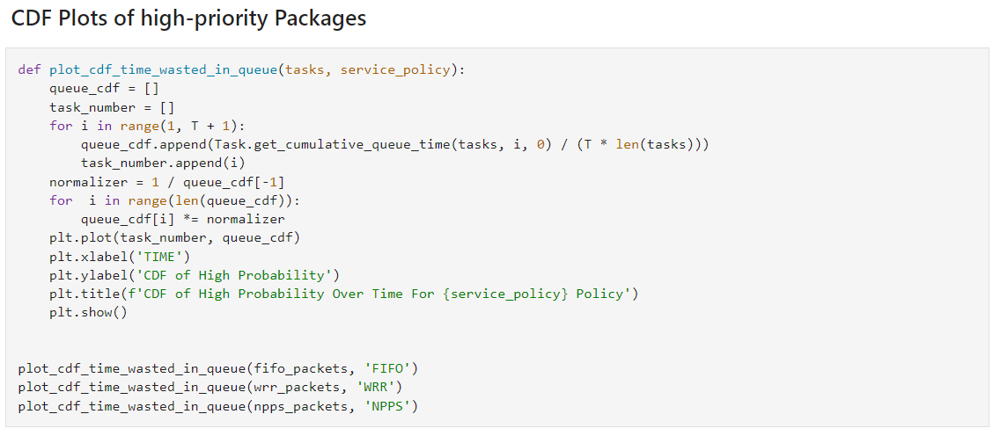 CDF Plots of high-priority Packages
def plot_cdf_time_wasted_in_queue(tasks, service_policy):
    queue_cdf = []
    task_number = []
    for i in range(1, T + 1):
        queue_cdf.append(Task.get_cumulative_queue_time(tasks, i, 0) / (T * len(tasks)))
        task_number.append(i)
    normalizer = 1 / queue_cdf[-1]
    for  i in range(len(queue_cdf)):
        queue_cdf[i] *= normalizer
    plt.plot(task_number, queue_cdf)
    plt.xlabel('TIME')
    plt.ylabel('CDF of High Probability')
    plt.title(f'CDF of High Probability Over Time For {service_policy} Policy')
    plt.show()
plot_cdf_time_wasted_in_queue(fifo_packets, 'FIFO')
plot_cdf_time_wasted_in_queue(wrr_packets, 'WRR')
plot_cdf_time_wasted_in_queue(npps_packets, 'NPPS')